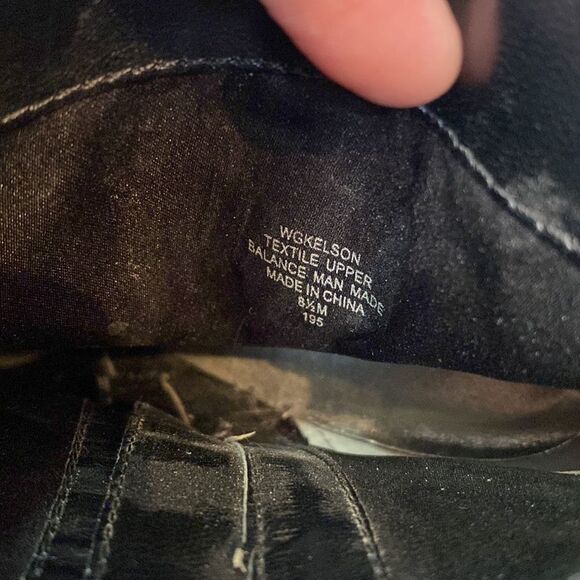 WGKELSON
TEXTILE UPPER
BALANCE MAN MADE
MADE IN CHINA
8½M
195